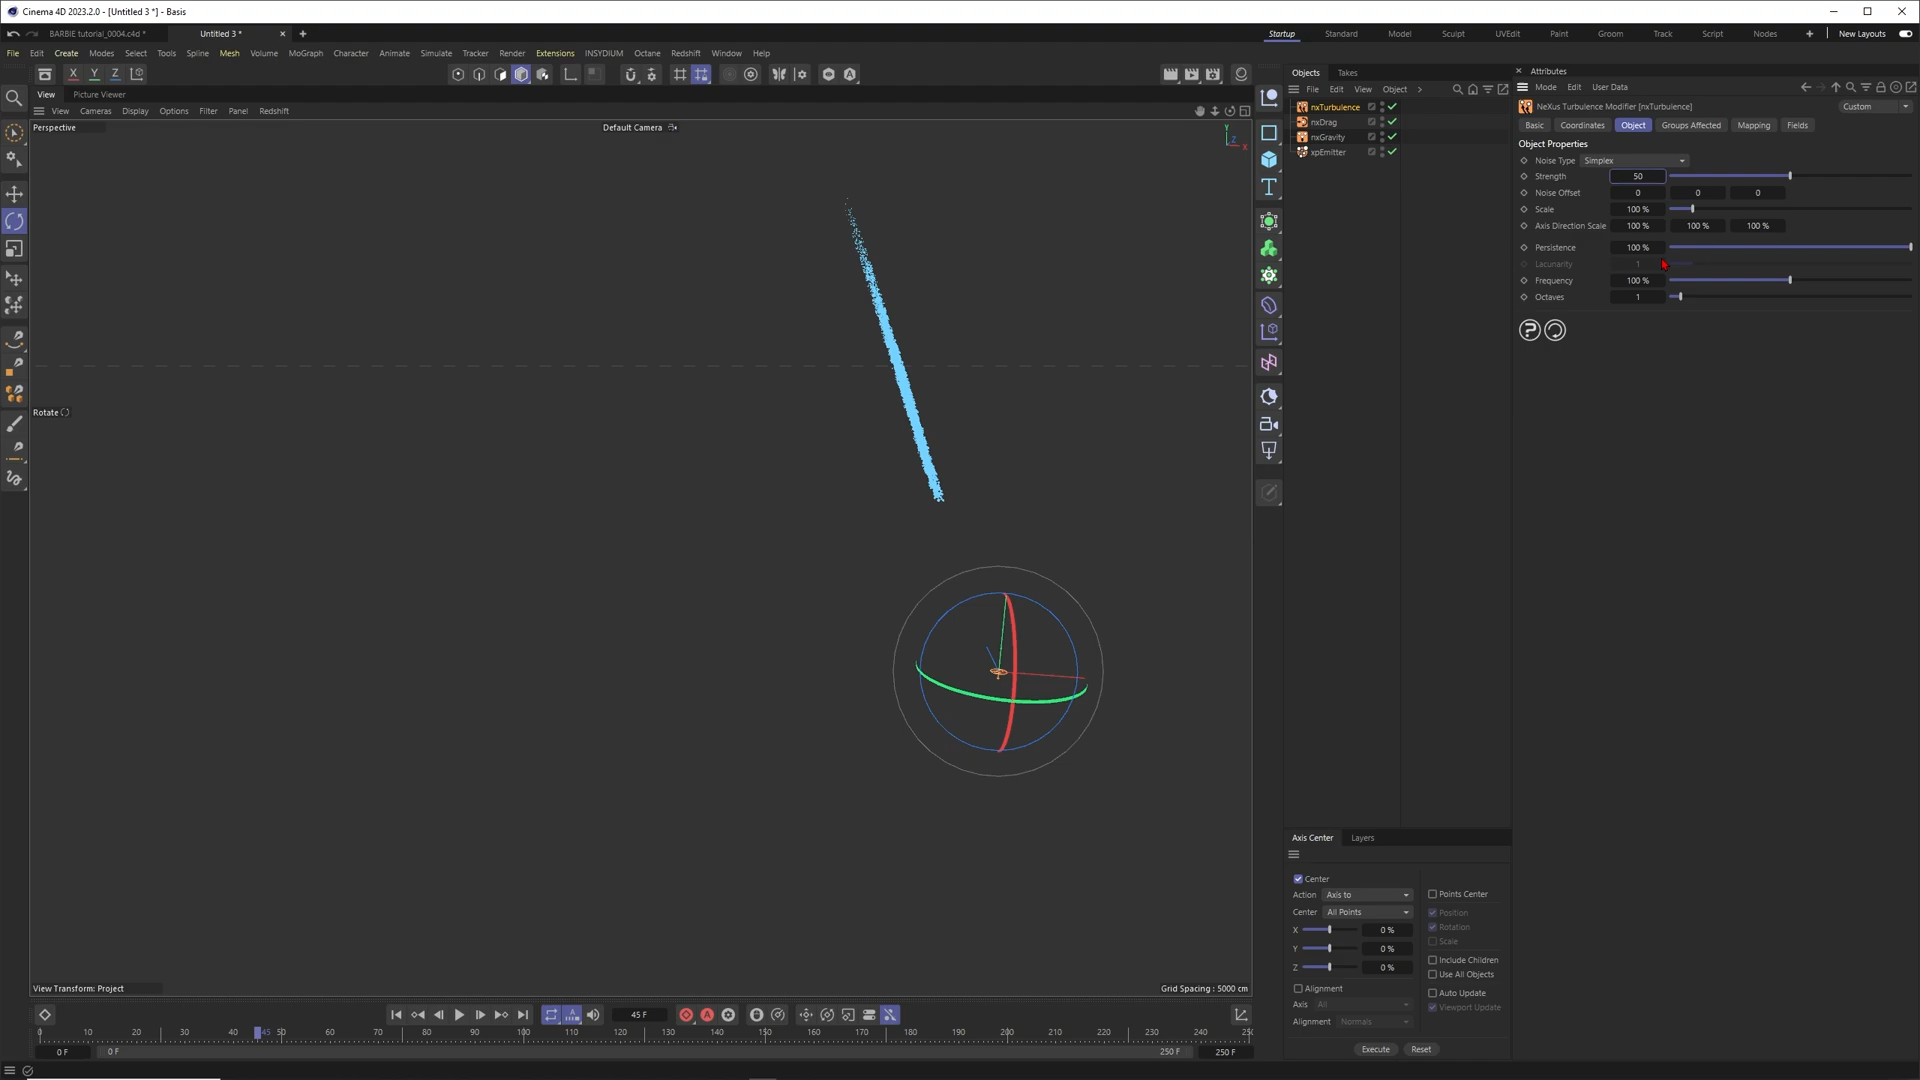 Cinema 4D 2023.2.0 - [Untitled 3 *] - Basis
BARBIE tutorial_0004.c4d *
Untitled 3 *
Startup Standard Model Sculpt UVEdit Paint Groom Track Script Nodes New Layouts
File Edit Create Modes Select Tools Spline Mesh Volume MoGraph Character Animate Simulate Tracker Render Extensions INSYDIUM Octane Redshift Window Help
View Picture Viewer
View Cameras Display Options Filter Panel Redshift
Perspective
Default Camera
Y
Z
X
Rotate
View Transform: Project
Grid Spacing : 5000 cm
Objects Takes
File Edit View Object
nxTurbulence
nxDrag
nxGravity
xpEmitter
Attributes
Mode Edit User Data
NeXus Turbulence Modifier [nxTurbulence]
Custom
Basic Coordinates Object Groups Affected Mapping Fields
Object Properties
Noise Type Simplex
Strength 50
Noise Offset 0 0 0
Scale 100 %
Axis Direction Scale 100 % 100 % 100 %
Persistence 100 %
Lacunarity 1
Frequency 100 %
Octaves 1
Axis Center Layers
Center
Action Axis to
Center All Points
X 0 %
Y 0 %
Z 0 %
Alignment
Axis All
Alignment Normals
Points Center
Position
Rotation
Scale
Include Children
Use All Objects
Auto Update
Viewport Update
Execute Reset
45 F
0 10 20 30 40 45 50 60 70 80 90 100 110 120 130 140 150 160 170 180 190 200 210 220 230 240
0 F 0 F 250 F 250 F